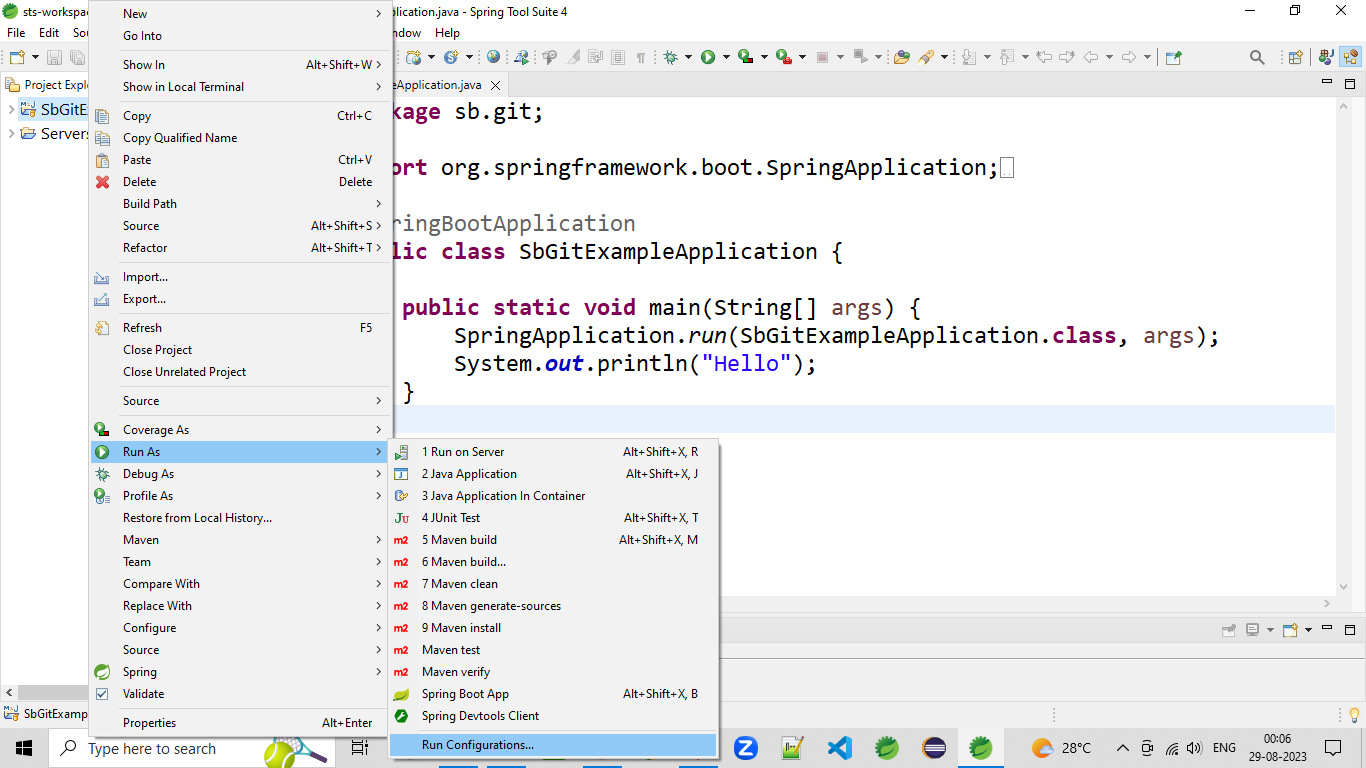 sts-workspa
plication.java - Spring Tool Suite 4
File Edit Sou
ndow Help
Project Explo
eApplication.java
SbGitE
Servers
kage sb.git;
ort org.springframework.boot.SpringApplication;
ringBootApplication
lic class SbGitExampleApplication {
public static void main(String[] args) {
SpringApplication.run(SbGitExampleApplication.class, args);
System.out.println("Hello");
}
New
Go Into
Show In Alt+Shift+W
Show in Local Terminal
Copy Ctrl+C
Copy Qualified Name
Paste Ctrl+V
Delete Delete
Build Path
Source Alt+Shift+S
Refactor Alt+Shift+T
Import...
Export...
Refresh F5
Close Project
Close Unrelated Project
Source
Coverage As
Run As
Debug As
Profile As
Restore from Local History...
Maven
Team
Compare With
Replace With
Configure
Source
Spring
Validate
Properties Alt+Enter
1 Run on Server Alt+Shift+X, R
2 Java Application Alt+Shift+X, J
3 Java Application In Container
4 JUnit Test Alt+Shift+X, T
5 Maven build Alt+Shift+X, M
6 Maven build...
7 Maven clean
8 Maven generate-sources
9 Maven install
Maven test
Maven verify
Spring Boot App Alt+Shift+X, B
Spring Devtools Client
Run Configurations...
SbGitExamp
Type here to search
28°C
ENG
00:06
29-08-2023